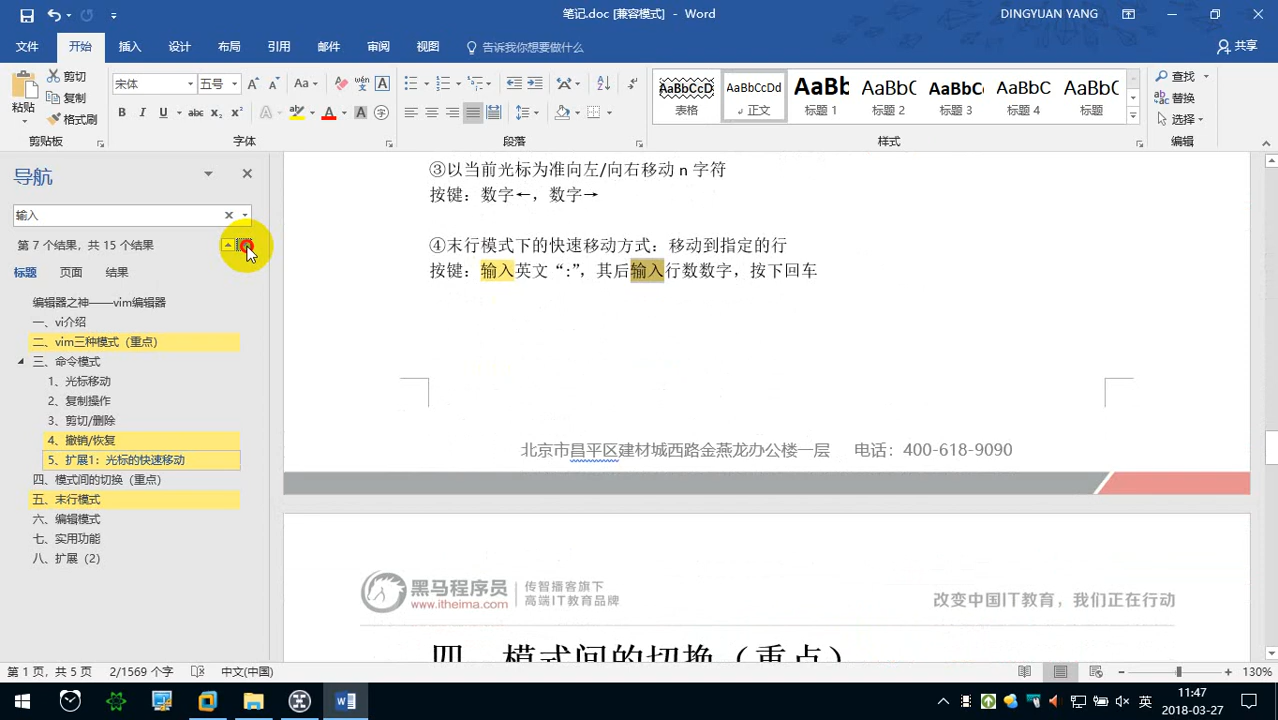 笔记.doc [兼容模式] - Word
DINGYUAN YANG
文件 开始 插入 设计 布局 引用 邮件 审阅 视图 告诉我你想要做什么 共享
粘贴 剪切 复制 格式刷
宋体 五号
AaBbCcD AaBbCcDd AaBb AaBbC AaBbC AaBbC AaBbC
表格 正文 标题 1 标题 2 标题 3 标题 4 标题
查找 替换 选择
剪贴板 字体 段落 样式 编辑
导航
输入
第 7 个结果，共 15 个结果
标题 页面 结果
编辑器之神——vim编辑器
一、vi介绍
二、vim三种模式（重点）
三、命令模式
1、光标移动
2、复制操作
3、剪切/删除
4、撤销/恢复
5、扩展1：光标的快速移动
四、模式间的切换（重点）
五、末行模式
六、编辑模式
七、实用功能
八、扩展（2）
③以当前光标为准向左/向右移动 n 字符
按键：数字←，数字→
④末行模式下的快速移动方式：移动到指定的行
按键：输入英文“:”，其后输入行数数字，按下回车
北京市昌平区建材城西路金燕龙办公楼一层 电话：400-618-9090
黑马程序员
www.itheima.com
传智播客旗下
高端IT教育品牌
改变中国IT教育，我们正在行动
四、模式间的切换（重点）
第 1 页，共 5 页 2/1569 个字 中文(中国) 130%
英
11:47
2018-03-27